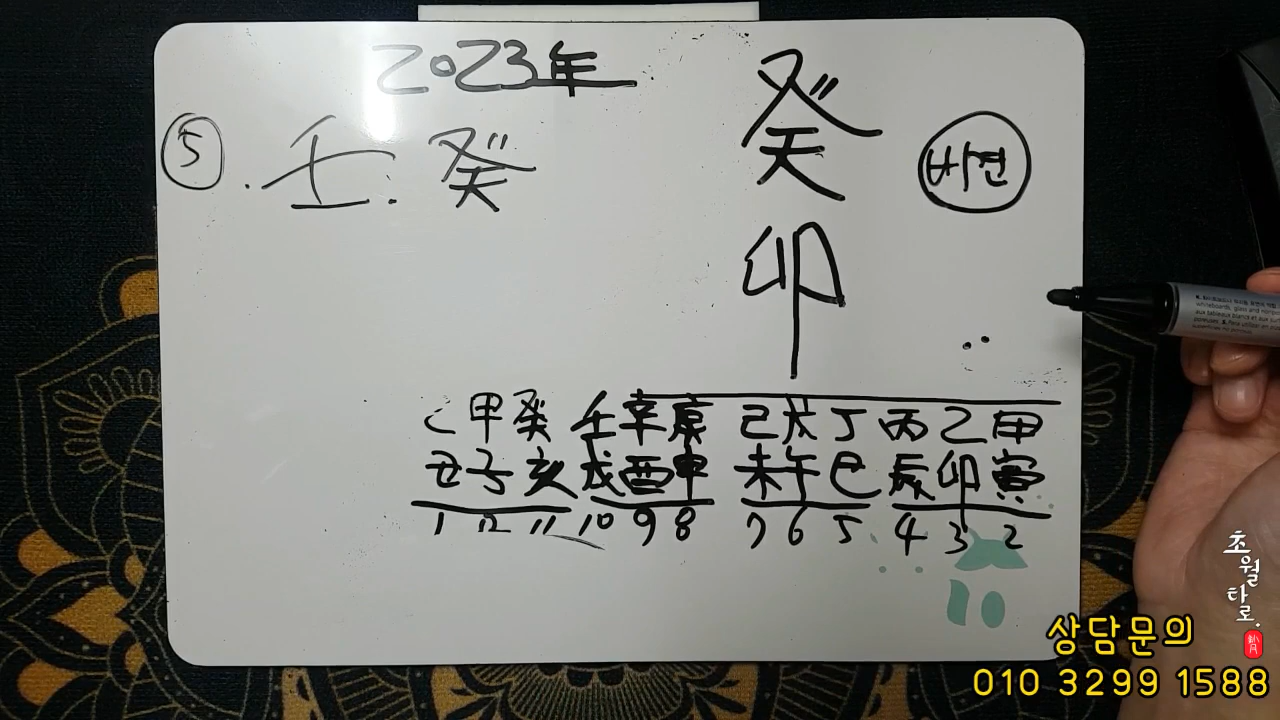 2023年
⑤ . 壬 . 癸
癸
卯
비견
乙 甲 癸 壬 辛 庚 己 戊 丁 丙 乙 甲
丑 子 亥 戌 酉 申 未 午 巳 辰 卯 寅
1 12 11 10 9 8 7 6 5 4 3 2
초월타로.
상담문의
010 3299 1588